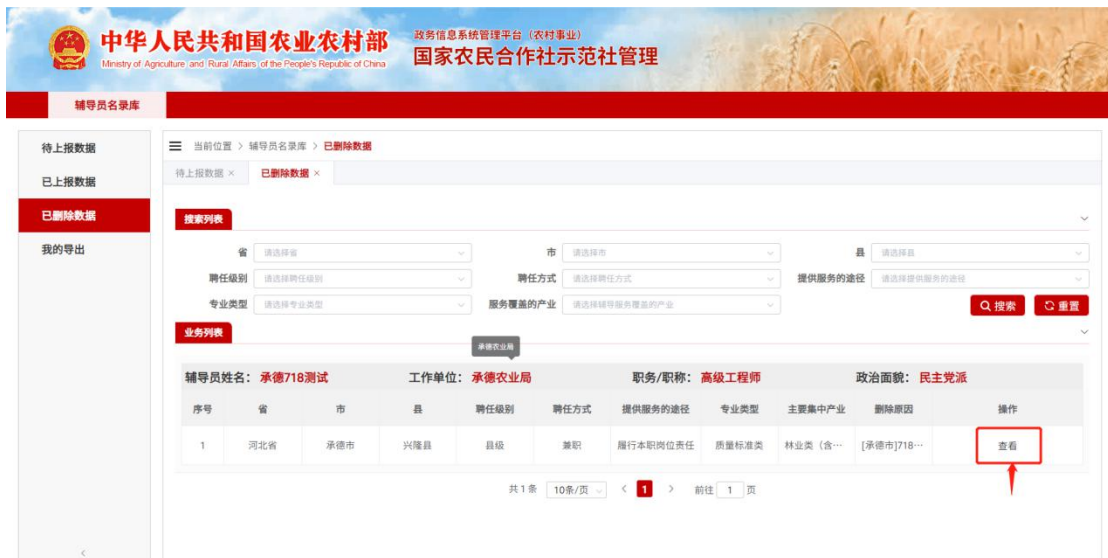 中华人民共和国农业农村部
Ministry of Agriculture and Rural Affairs of the People's Republic of China
政务信息系统管理平台（农村事业）
国家农民合作社示范社管理
辅导员名录库
待上报数据
已上报数据
已删除数据
我的导出
当前位置 > 辅导员名录库 > 已删除数据
待上报数据 × 已删除数据 ×
搜索列表
省 请选择省 市 请选择市 县 请选择县
聘任级别 请选择聘任级别 聘任方式 请选择聘任方式 提供服务的途径 请选择提供服务的途径
专业类型 请选择专业类型 服务覆盖的产业 请选择辅导服务覆盖的产业 搜索 重置
业务列表
承德农业局
辅导员姓名： 承德718测试 工作单位： 承德农业局 职务/职称： 高级工程师 政治面貌： 民主党派
序号 省 市 县 聘任级别 聘任方式 提供服务的途径 专业类型 主要集中产业 删除原因 操作
1 河北省 承德市 兴隆县 县级 兼职 履行本职岗位责任 质量标准类 林业类（含… [承德市]718… 查看
共 1 条 10条/页 < 1 > 前往 1 页
<